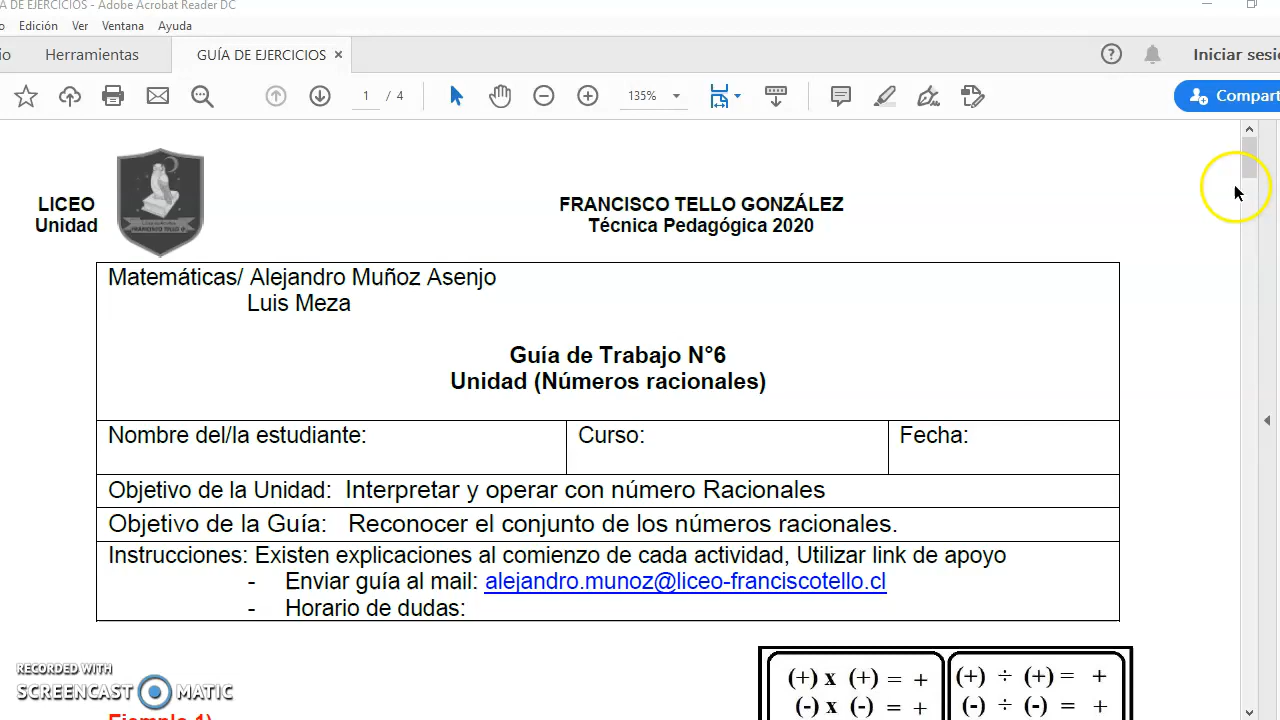 A DE EJERCICIOS - Adobe Acrobat Reader DC
o Edición Ver Ventana Ayuda
io Herramientas GUÍA DE EJERCICIOS × Iniciar sesi
1 / 4 135% Compart
LICEO FRANCISCO TELLO GONZÁLEZ
Unidad Técnica Pedagógica 2020
FRANCISCO TELLO G.
Matemáticas/ Alejandro Muñoz Asenjo
Luis Meza
Guía de Trabajo N°6
Unidad (Números racionales)
Nombre del/la estudiante: Curso: Fecha:
Objetivo de la Unidad: Interpretar y operar con número Racionales
Objetivo de la Guía: Reconocer el conjunto de los números racionales.
Instrucciones: Existen explicaciones al comienzo de cada actividad, Utilizar link de apoyo
- Enviar guía al mail: alejandro.munoz@liceo-franciscotello.cl
- Horario de dudas:
(+) x (+) = + (+) ÷ (+) = +
(-) x (-) = + (-) ÷ (-) = +
RECORDED WITH
SCREENCAST MATIC
Ejemplo 1)